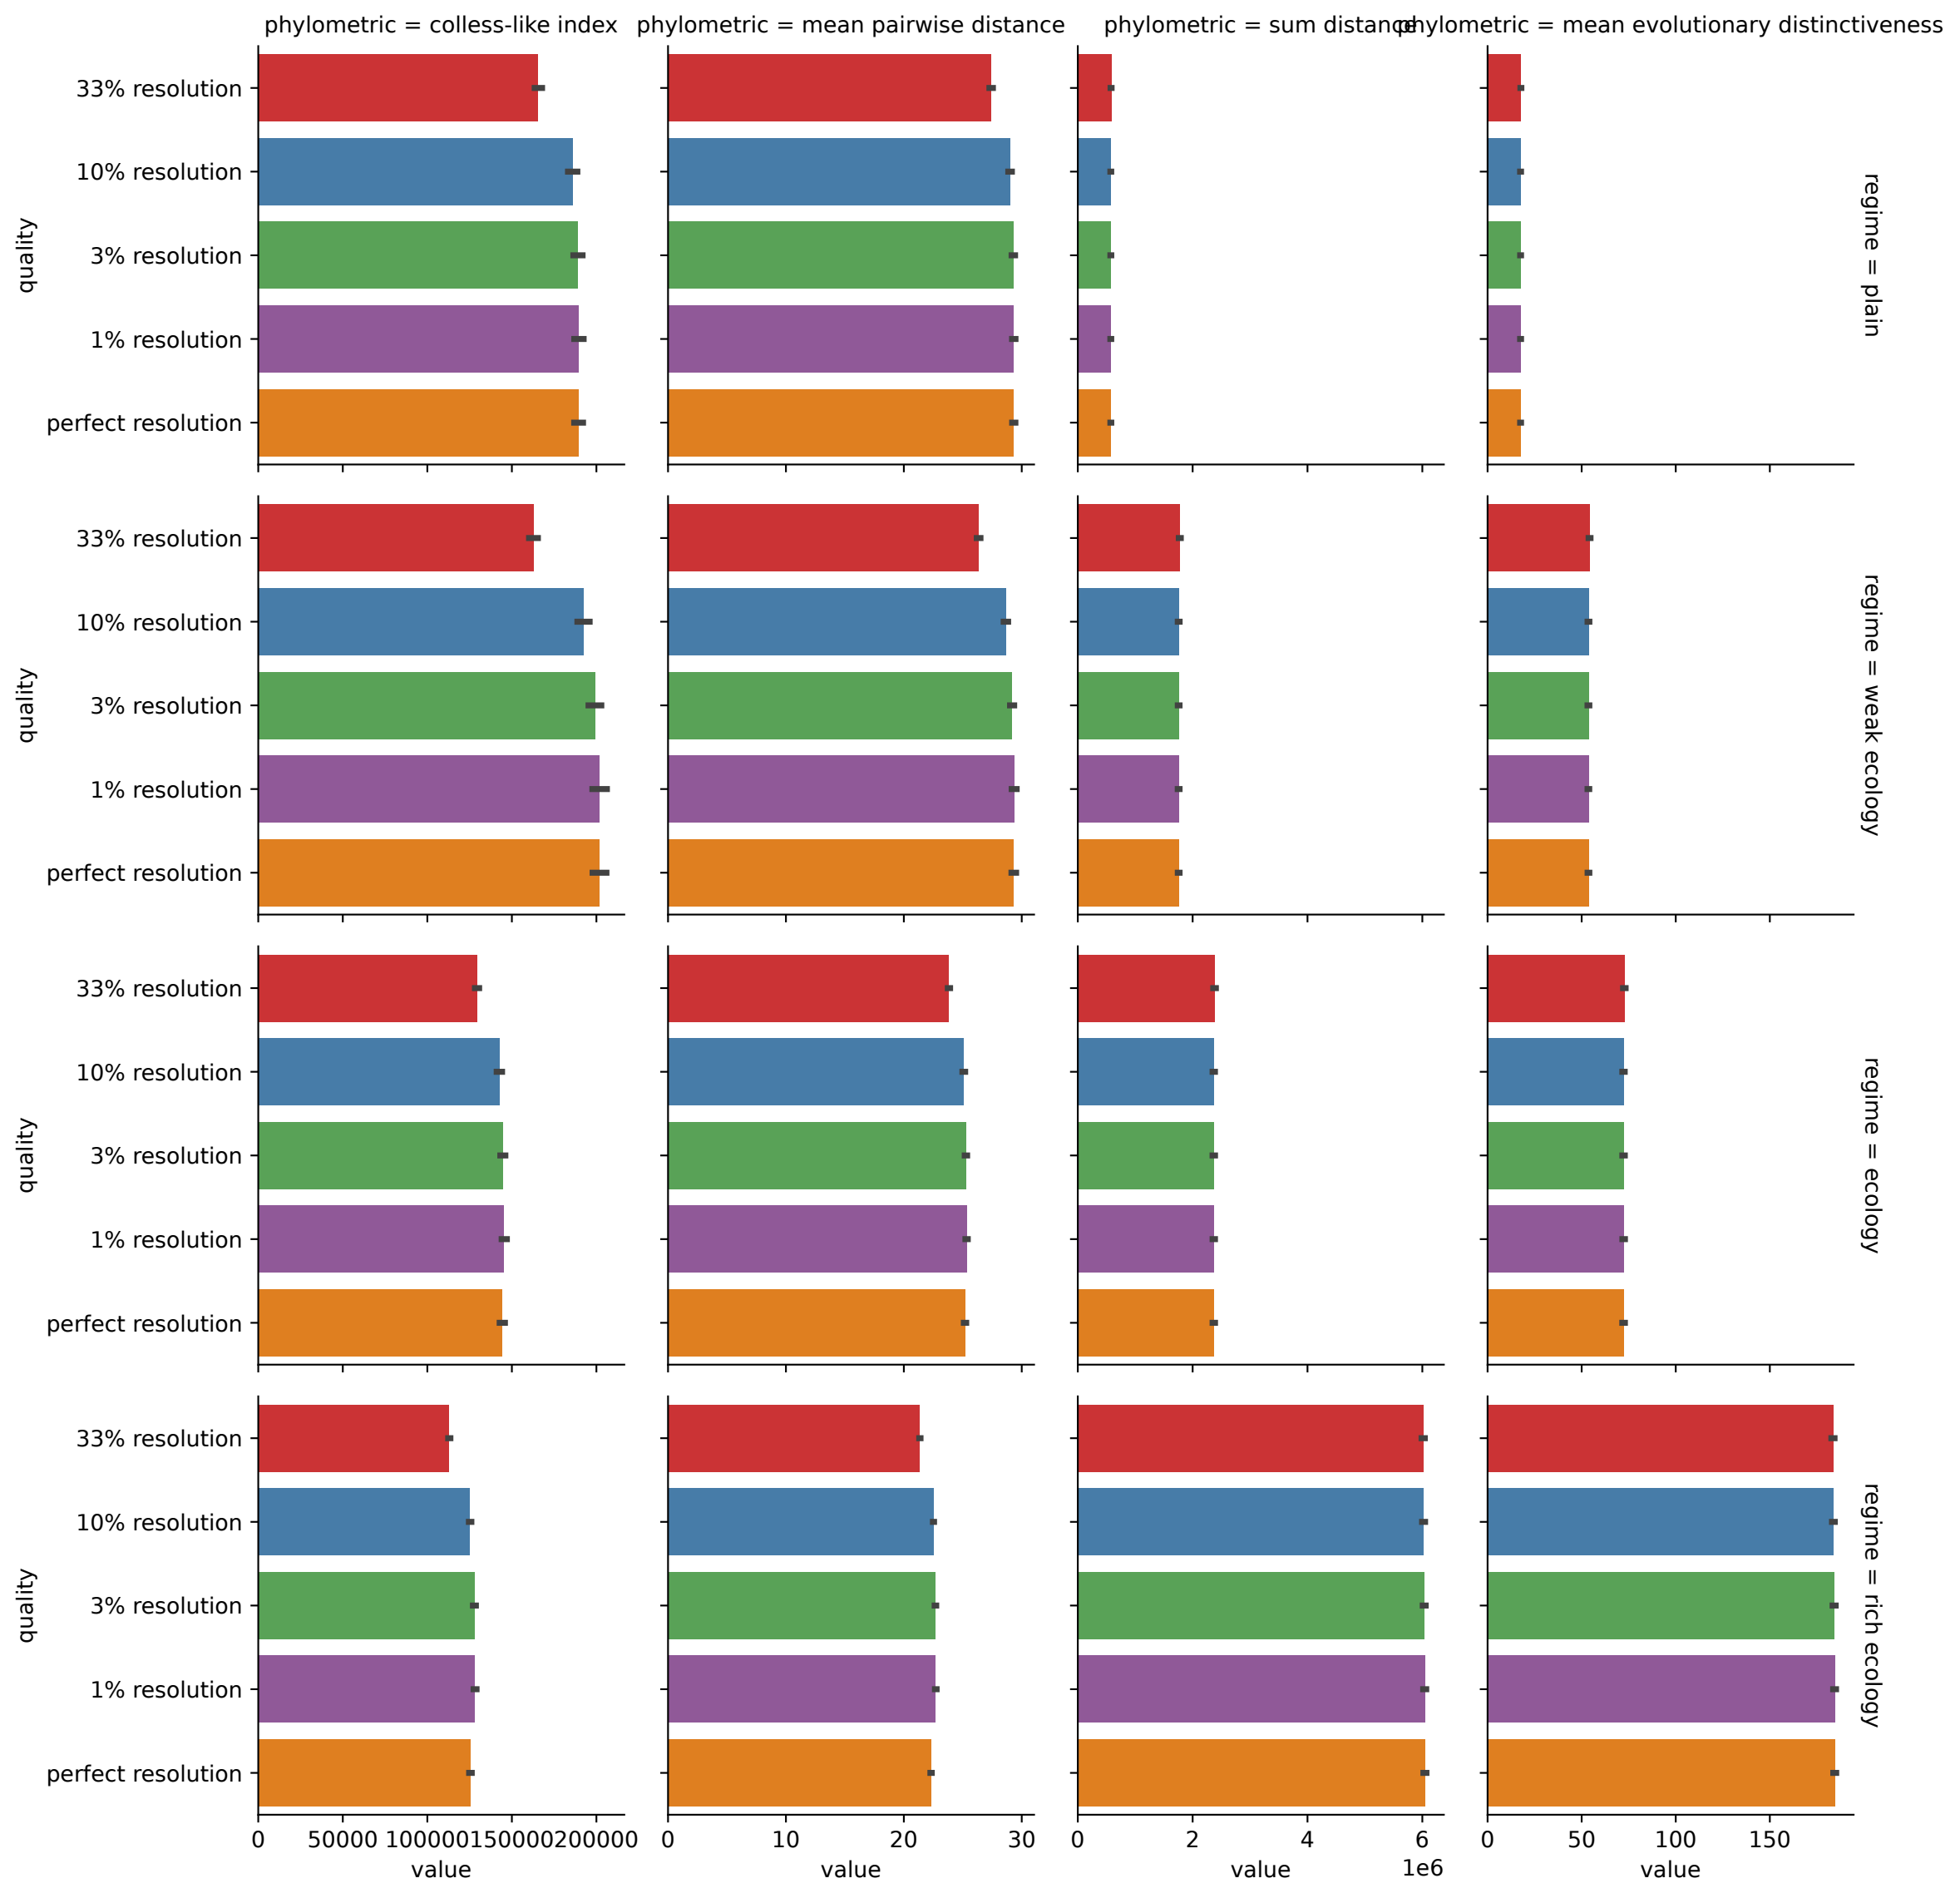 phylometric = colless-like index
phylometric = mean pairwise distance
phylometric = sum distance
phylometric = mean evolutionary distinctiveness
quality
33% resolution
10% resolution
3% resolution
1% resolution
perfect resolution
regime = plain
quality
33% resolution
10% resolution
3% resolution
1% resolution
perfect resolution
regime = weak ecology
quality
33% resolution
10% resolution
3% resolution
1% resolution
perfect resolution
regime = ecology
quality
33% resolution
10% resolution
3% resolution
1% resolution
perfect resolution
regime = rich ecology
0 50000 100000 150000 200000
value
0 10 20 30
value
0 2 4 6
1e6
value
0 50 100 150
value